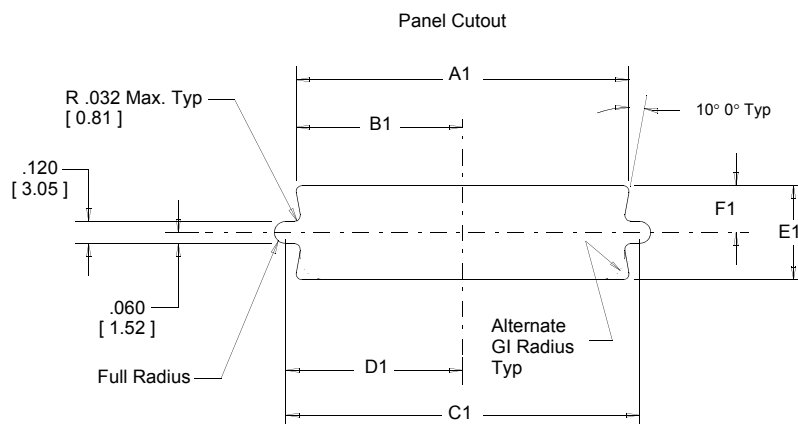 Panel Cutout
A1
R .032 Max. Typ
[ 0.81 ]
10° 0° Typ
B1
.120
[ 3.05 ]
F1
E1
.060
[ 1.52 ]
Alternate
GI Radius
Typ
D1
Full Radius
C1